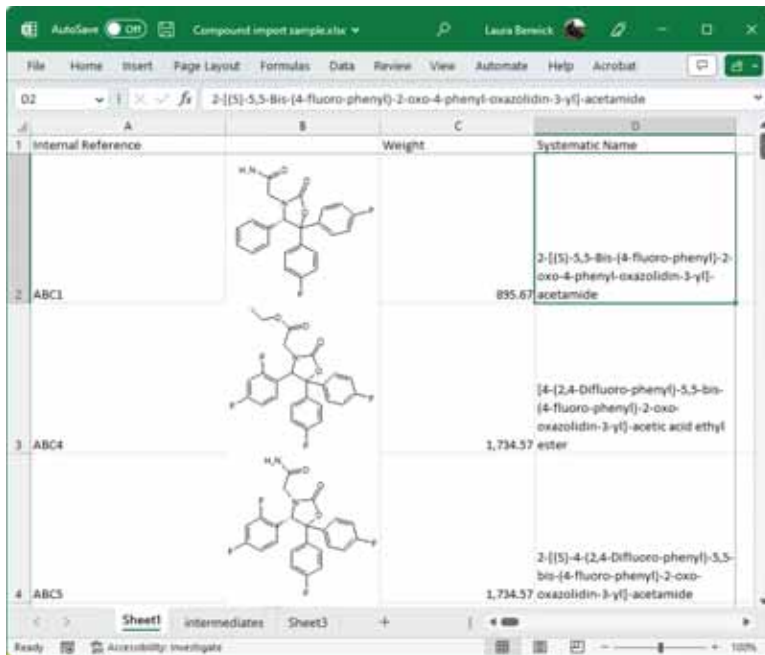 AutoSave Off Compound import sample.xlsx Laura Berwick
File Home Insert Page Layout Formulas Data Review View Automate Help Acrobat
D2 fx 2-[(S)-5,5-Bis-(4-fluoro-phenyl)-2-oxo-4-phenyl-oxazolidin-3-yl]-acetamide
A B C D
1 Internal Reference Weight Systematic Name
H2N O O
N O
F
F
2-[(S)-5,5-Bis-(4-fluoro-phenyl)-2-
oxo-4-phenyl-oxazolidin-3-yl]-
2 ABC1 895.67 acetamide
O O O
F N O
F F
F
[4-(2,4-Difluoro-phenyl)-5,5-bis-
(4-fluoro-phenyl)-2-oxo-
oxazolidin-3-yl]-acetic acid ethyl
3 ABC4 1,734.57 ester
H2N O O
F N O
F F
F
2-[(S)-4-(2,4-Difluoro-phenyl)-5,5-
bis-(4-fluoro-phenyl)-2-oxo-
4 ABC5 1,734.57 oxazolidin-3-yl]-acetamide
Sheet1 intermediates Sheet3 +
Ready Accessibility: Investigate 100%